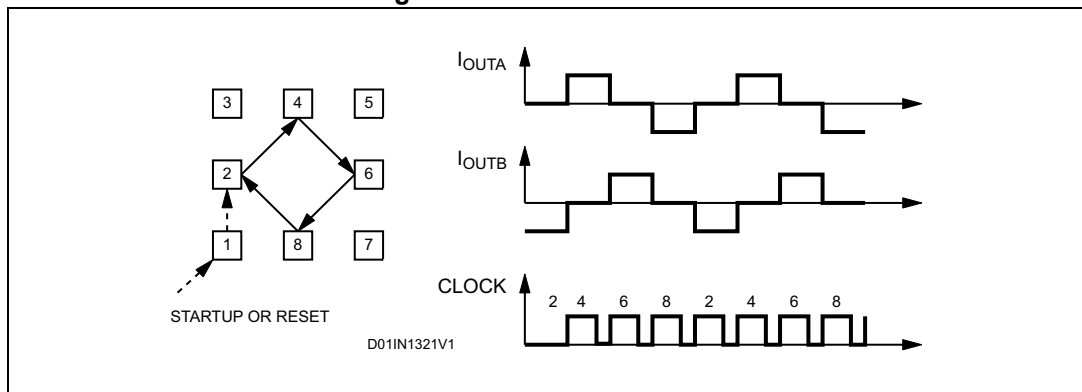 g
3 4 5
2 6
1 8 7
STARTUP OR RESET
D01IN1321V1
IOUTA
IOUTB
CLOCK
2 4 6 8 2 4 6 8